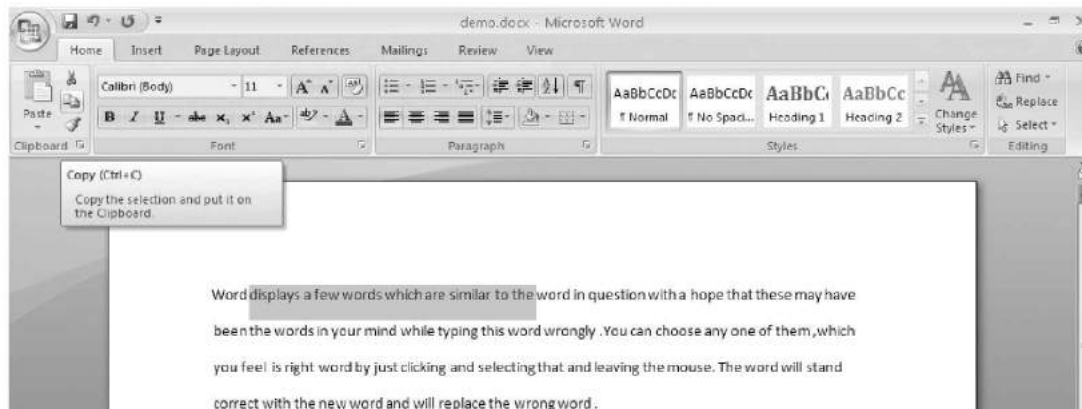 demo.docx - Microsoft Word
Home Insert Page Layout References Mailings Review View
Paste
Calibri (Body) 11
B I U abe x₂ x² Aa ab A
Clipboard Font Paragraph Styles Editing
AaBbCcDc AaBbCcDc AaBbC AaBbCc
¶ Normal ¶ No Spaci... Heading 1 Heading 2
Change
Styles
Find
Replace
Select
Copy (Ctrl+C)
Copy the selection and put it on
the Clipboard.
Word displays a few words which are similar to the word in question with a hope that these may have
been the words in your mind while typing this word wrongly .You can choose any one of them ,which
you feel is right word by just clicking and selecting that and leaving the mouse. The word will stand
correct with the new word and will replace the wrong word .